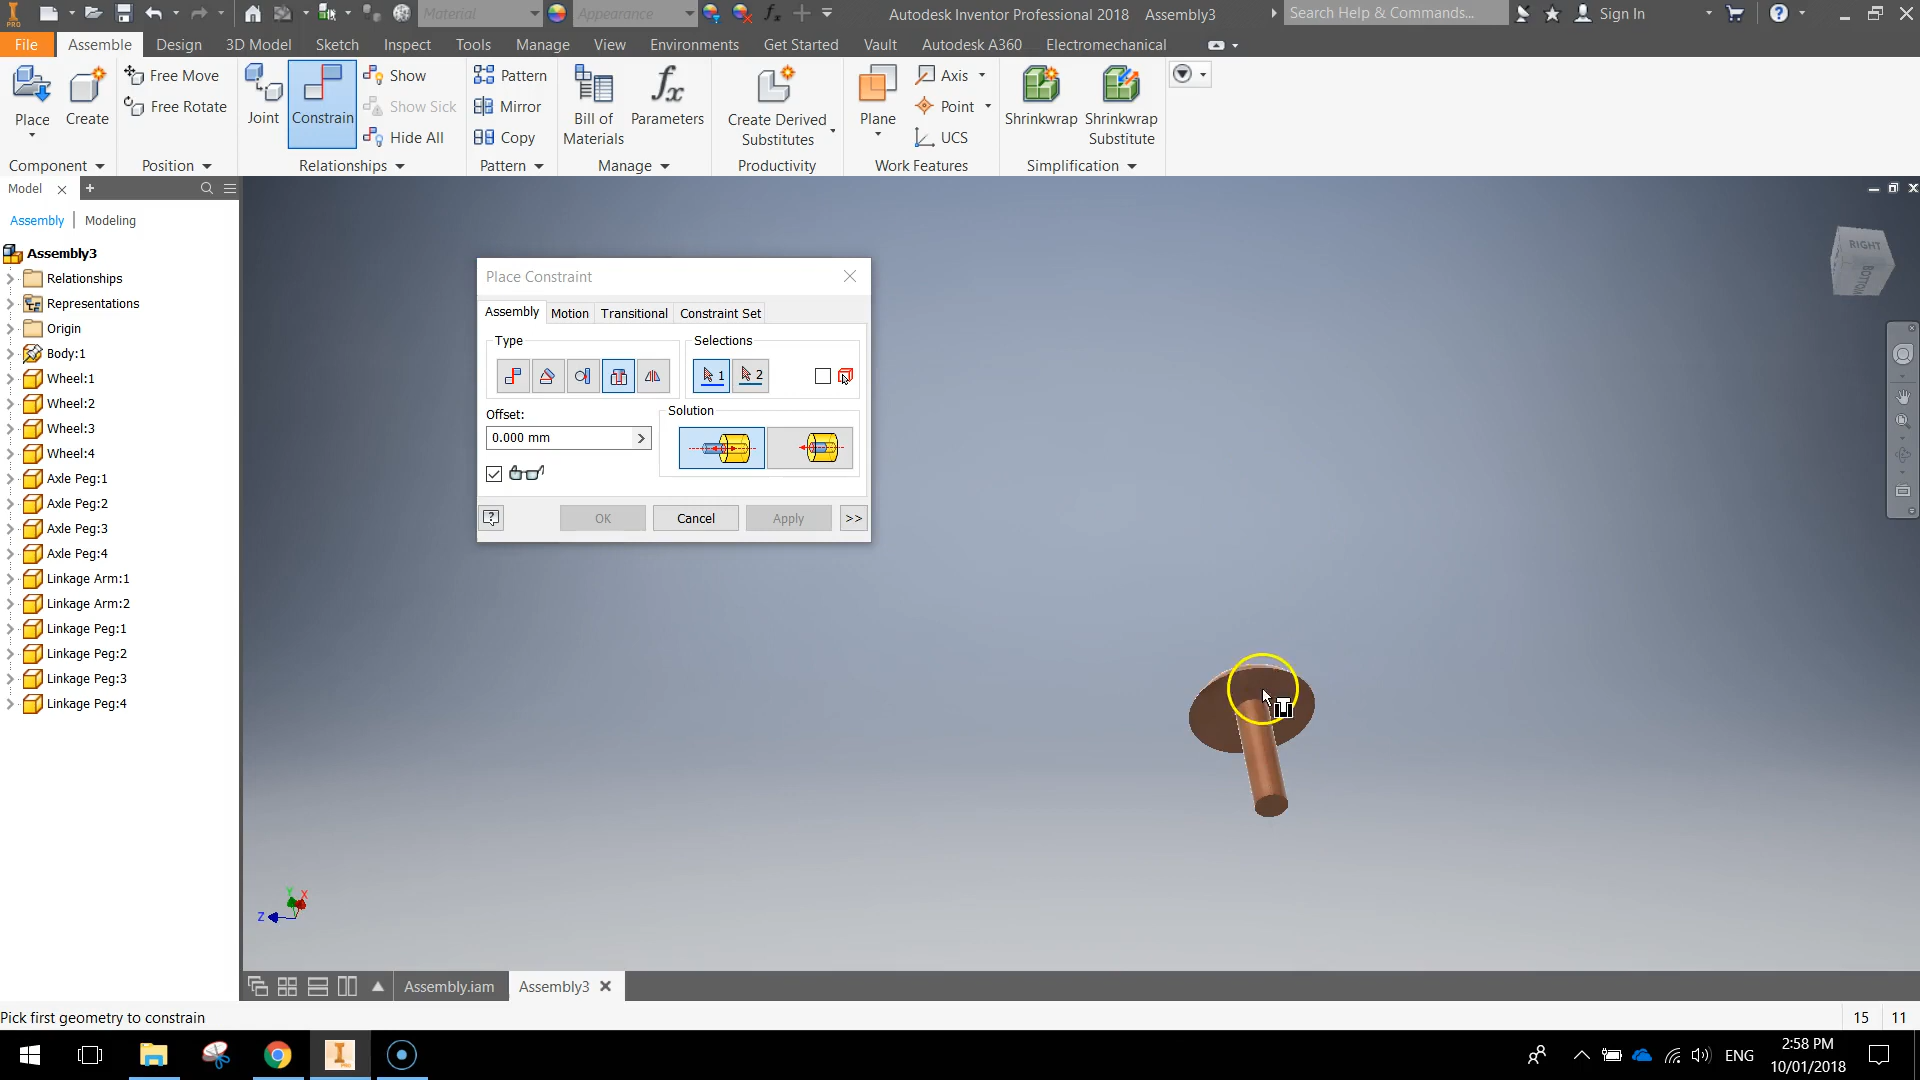 Material
Appearance
Autodesk Inventor Professional 2018 Assembly3
Search Help & Commands...
Sign In
PRO
File Assemble Design 3D Model Sketch Inspect Tools Manage View Environments Get Started Vault Autodesk A360 Electromechanical
Place
Create
Free Move
Free Rotate
Joint
Constrain
Show
Show Sick
Hide All
Pattern
Mirror
Copy
Bill of
Materials
Parameters
Create Derived
Substitutes
Plane
Axis
Point
UCS
Shrinkwrap
Shrinkwrap
Substitute
Component Position Relationships Pattern Manage Productivity Work Features Simplification
Model
Assembly Modeling
Assembly3
Relationships
Representations
Origin
Body:1
Wheel:1
Wheel:2
Wheel:3
Wheel:4
Axle Peg:1
Axle Peg:2
Axle Peg:3
Axle Peg:4
Linkage Arm:1
Linkage Arm:2
Linkage Peg:1
Linkage Peg:2
Linkage Peg:3
Linkage Peg:4
Place Constraint
Assembly Motion Transitional Constraint Set
Type
Selections
1
2
Offset:
0.000 mm
Solution
OK
Cancel
Apply
>>
RIGHT
BOTTOM
Y
X
Z
Assembly.iam
Assembly3
Pick first geometry to constrain
15 11
ENG
2:58 PM
10/01/2018